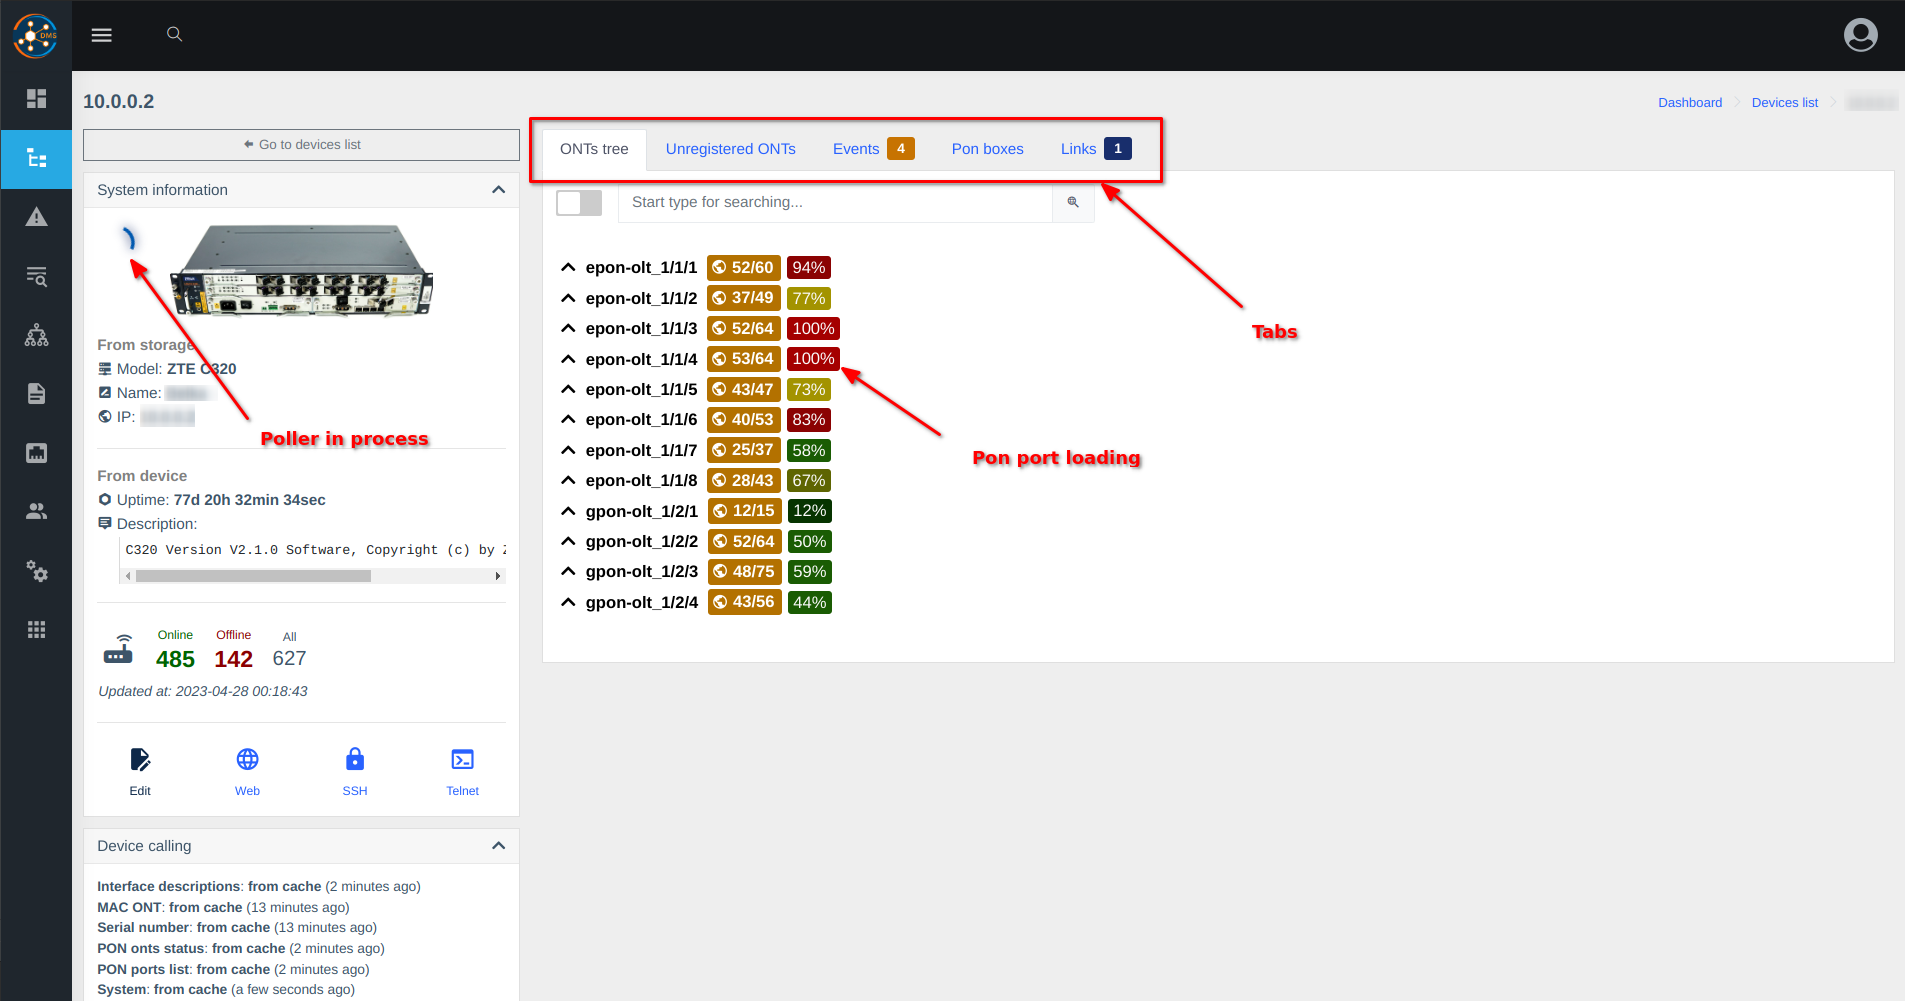 DMS
10.0.0.2
Dashboard
Devices list
Go to devices list
System information
From storage
Model: ZTE C320
Name:
IP:
Poller in process
From device
Uptime: 77d 20h 32min 34sec
Description:
C320 Version V2.1.0 Software, Copyright (c) by Z
Online Offline All
485 142 627
Updated at: 2023-04-28 00:18:43
Edit Web SSH Telnet
Device calling
Interface descriptions: from cache (2 minutes ago)
MAC ONT: from cache (13 minutes ago)
Serial number: from cache (13 minutes ago)
PON onts status: from cache (2 minutes ago)
PON ports list: from cache (2 minutes ago)
System: from cache (a few seconds ago)
ONTs tree Unregistered ONTs Events 4 Pon boxes Links 1
Start type for searching...
epon-olt_1/1/1 52/60 94%
epon-olt_1/1/2 37/49 77%
epon-olt_1/1/3 52/64 100%
epon-olt_1/1/4 53/64 100%
epon-olt_1/1/5 43/47 73%
epon-olt_1/1/6 40/53 83%
epon-olt_1/1/7 25/37 58%
epon-olt_1/1/8 28/43 67%
gpon-olt_1/2/1 12/15 12%
gpon-olt_1/2/2 52/64 50%
gpon-olt_1/2/3 48/75 59%
gpon-olt_1/2/4 43/56 44%
Tabs
Pon port loading